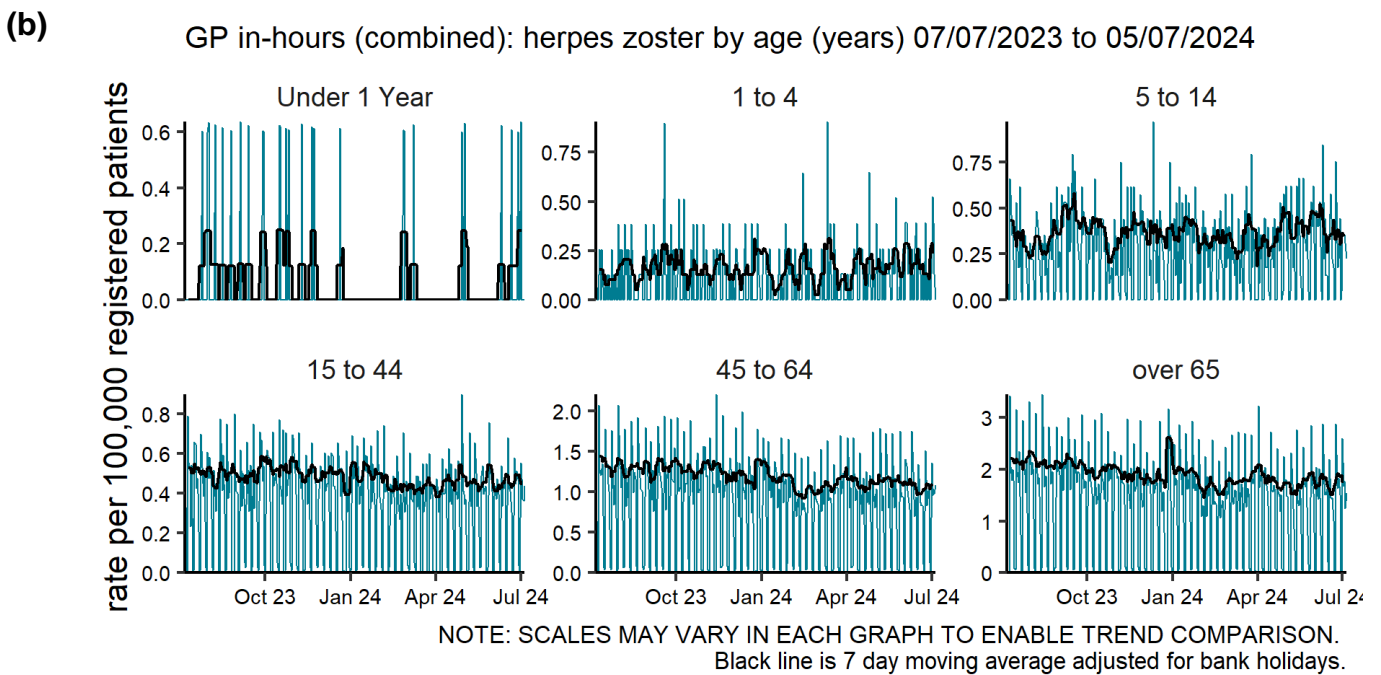 (b)
GP in-hours (combined): herpes zoster by age (years) 07/07/2023 to 05/07/2024
rate per 100,000 registered patients
Under 1 Year
0.6
0.4
0.2
0.0
1 to 4
0.75
0.50
0.25
0.00
5 to 14
0.75
0.50
0.25
0.00
15 to 44
0.8
0.6
0.4
0.2
0.0
Oct 23 Jan 24 Apr 24 Jul 24
45 to 64
2.0
1.5
1.0
0.5
0.0
Oct 23 Jan 24 Apr 24 Jul 24
over 65
3
2
1
0
Oct 23 Jan 24 Apr 24 Jul 24
NOTE: SCALES MAY VARY IN EACH GRAPH TO ENABLE TREND COMPARISON.
Black line is 7 day moving average adjusted for bank holidays.